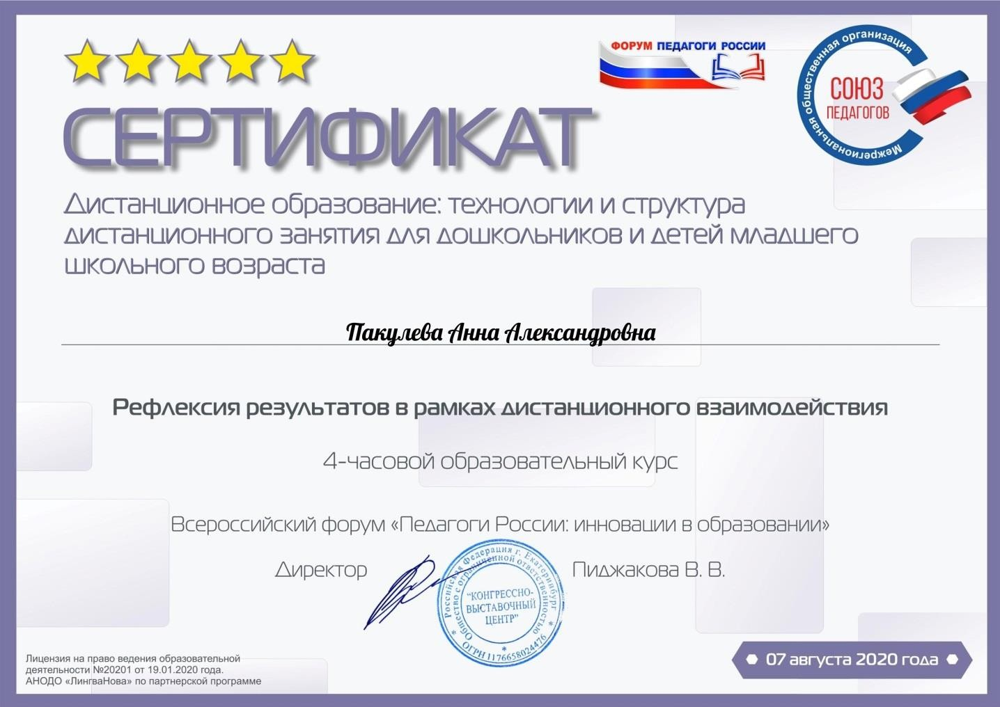 ФОРУМ ПЕДАГОГИ РОССИИ
Межрегиональная общественная организация
СОЮЗ
ПЕДАГОГОВ
СЕРТИФИКАТ
Дистанционное образование: технологии и структура
дистанционного занятия для дошкольников и детей младшего
школьного возраста
Пакулева Анна Александровна
Рефлексия результатов в рамках дистанционного взаимодействия
4-часовой образовательный курс
Всероссийский форум «Педагоги России: инновации в образовании»
Директор
Пиджакова В. В.
Российская Федерация г. Екатеринбург
Общество с ограниченной ответственностью
"КОНГРЕССНО-
ВЫСТАВОЧНЫЙ
ЦЕНТР"
ОГРН 1176658024476
Лицензия на право ведения образовательной
деятельности №20201 от 19.01.2020 года.
АНОДО «ЛингваНова» по партнерской программе
07 августа 2020 года